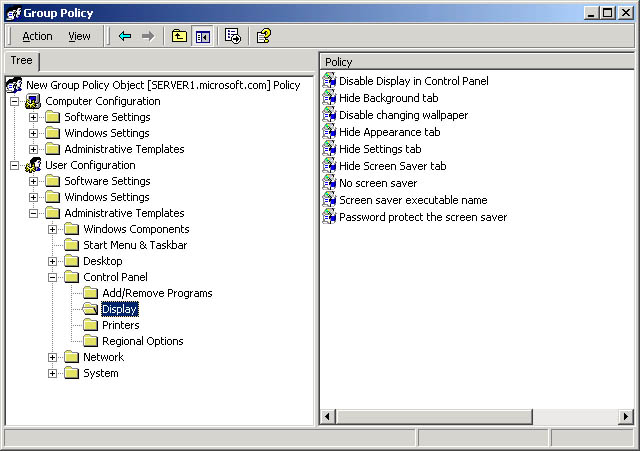 Group Policy
Action View
Tree
New Group Policy Object [SERVER1.microsoft.com] Policy
Computer Configuration
Software Settings
Windows Settings
Administrative Templates
User Configuration
Software Settings
Windows Settings
Administrative Templates
Windows Components
Start Menu & Taskbar
Desktop
Control Panel
Add/Remove Programs
Display
Printers
Regional Options
Network
System
Policy
Disable Display in Control Panel
Hide Background tab
Disable changing wallpaper
Hide Appearance tab
Hide Settings tab
Hide Screen Saver tab
No screen saver
Screen saver executable name
Password protect the screen saver